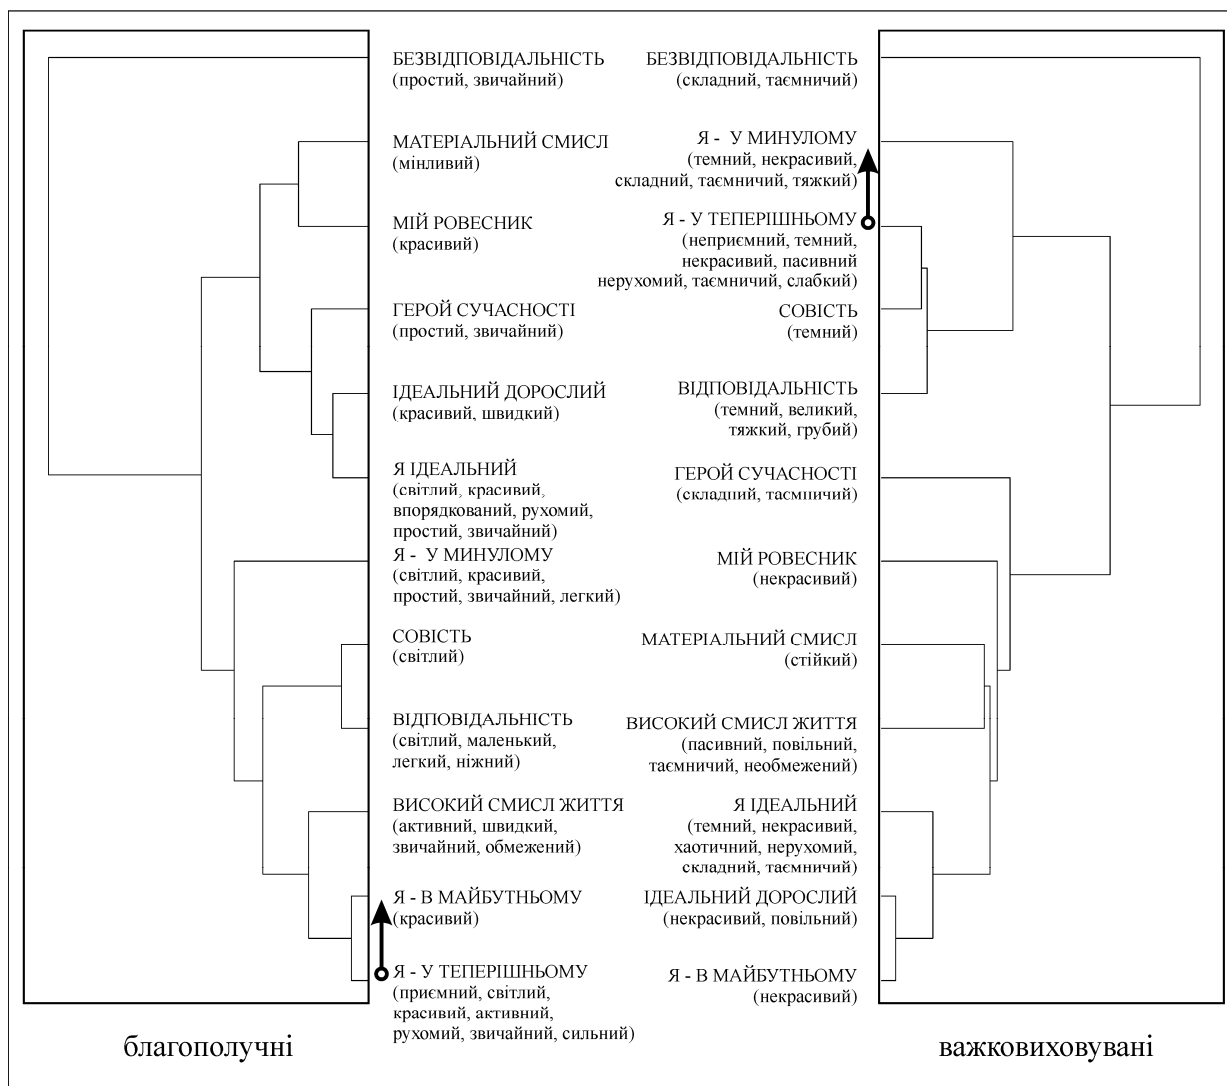 БЕЗВІДПОВІДАЛЬНІСТЬ
(простий, звичайний)
МАТЕРІАЛЬНИЙ СМИСЛ
(мінливий)
МІЙ РОВЕСНИК
(красивий)
ГЕРОЙ СУЧАСНОСТІ
(простий, звичайний)
ІДЕАЛЬНИЙ ДОРОСЛИЙ
(красивий, швидкий)
Я ІДЕАЛЬНИЙ
(світлий, красивий,
впорядкований, рухомий,
простий, звичайний)
Я - У МИНУЛОМУ
(світлий, красивий,
простий, звичайний, легкий)
СОВІСТЬ
(світлий)
ВІДПОВІДАЛЬНІСТЬ
(світлий, маленький,
легкий, ніжний)
ВИСОКИЙ СМИСЛ ЖИТТЯ
(активний, швидкий,
звичайний, обмежений)
Я - В МАЙБУТНЬОМУ
(красивий)
Я - У ТЕПЕРІШНЬОМУ
(приємний, світлий,
красивий, активний,
рухомий, звичайний, сильний)
благополучні
БЕЗВІДПОВІДАЛЬНІСТЬ
(складний, таємничий)
Я - У МИНУЛОМУ
(темний, некрасивий,
складний, таємничий, тяжкий)
Я - У ТЕПЕРІШНЬОМУ
(неприємний, темний,
некрасивий, пасивний
нерухомий, таємничий, слабкий)
СОВІСТЬ
(темний)
ВІДПОВІДАЛЬНІСТЬ
(темний, великий,
тяжкий, грубий)
ГЕРОЙ СУЧАСНОСТІ
(складний, таємничий)
МІЙ РОВЕСНИК
(некрасивий)
МАТЕРІАЛЬНИЙ СМИСЛ
(стійкий)
ВИСОКИЙ СМИСЛ ЖИТТЯ
(пасивний, повільний,
таємничий, необмежений)
Я ІДЕАЛЬНИЙ
(темний, некрасивий,
хаотичний, нерухомий,
складний, таємничий)
ІДЕАЛЬНИЙ ДОРОСЛИЙ
(некрасивий, повільний)
Я - В МАЙБУТНЬОМУ
(некрасивий)
важковиховувані